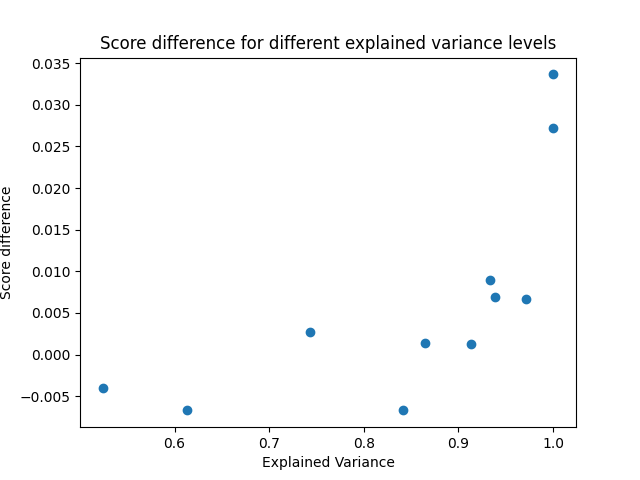 Score difference for different explained variance levels
0.035
0.030
0.025
0.020
0.015
0.010
0.005
0.000
−0.005
Score difference
0.6 0.7 0.8 0.9 1.0
Explained Variance